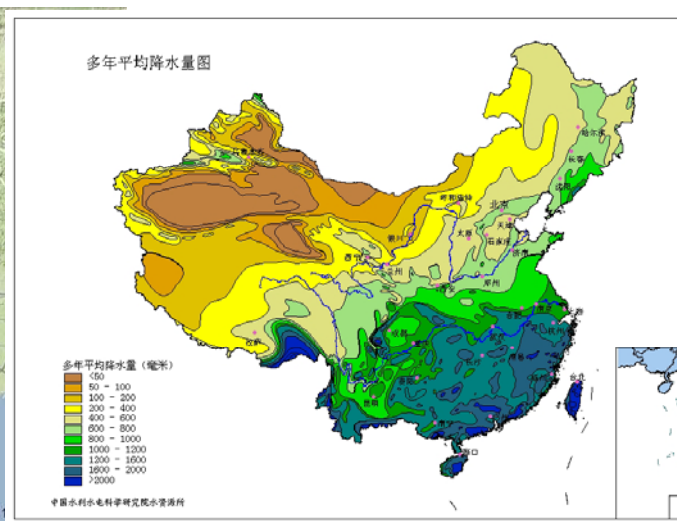 多年平均降水量图
哈尔滨
长春
沈阳
乌鲁木齐
呼和浩特
北京
天津
银川
太原
石家庄
济南
西宁
兰州
西安
郑州
拉萨
合肥
南京
上海
成都
武汉
杭州
长沙
南昌
贵阳
福州
台北
昆明
南宁
海口
多年平均降水量 (毫米)
<50
50 - 100
100 - 200
200 - 400
400 - 600
600 - 800
800 - 1000
1000 - 1200
1200 - 1600
1600 - 2000
>2000
中国水利水电科学研究院水资源所